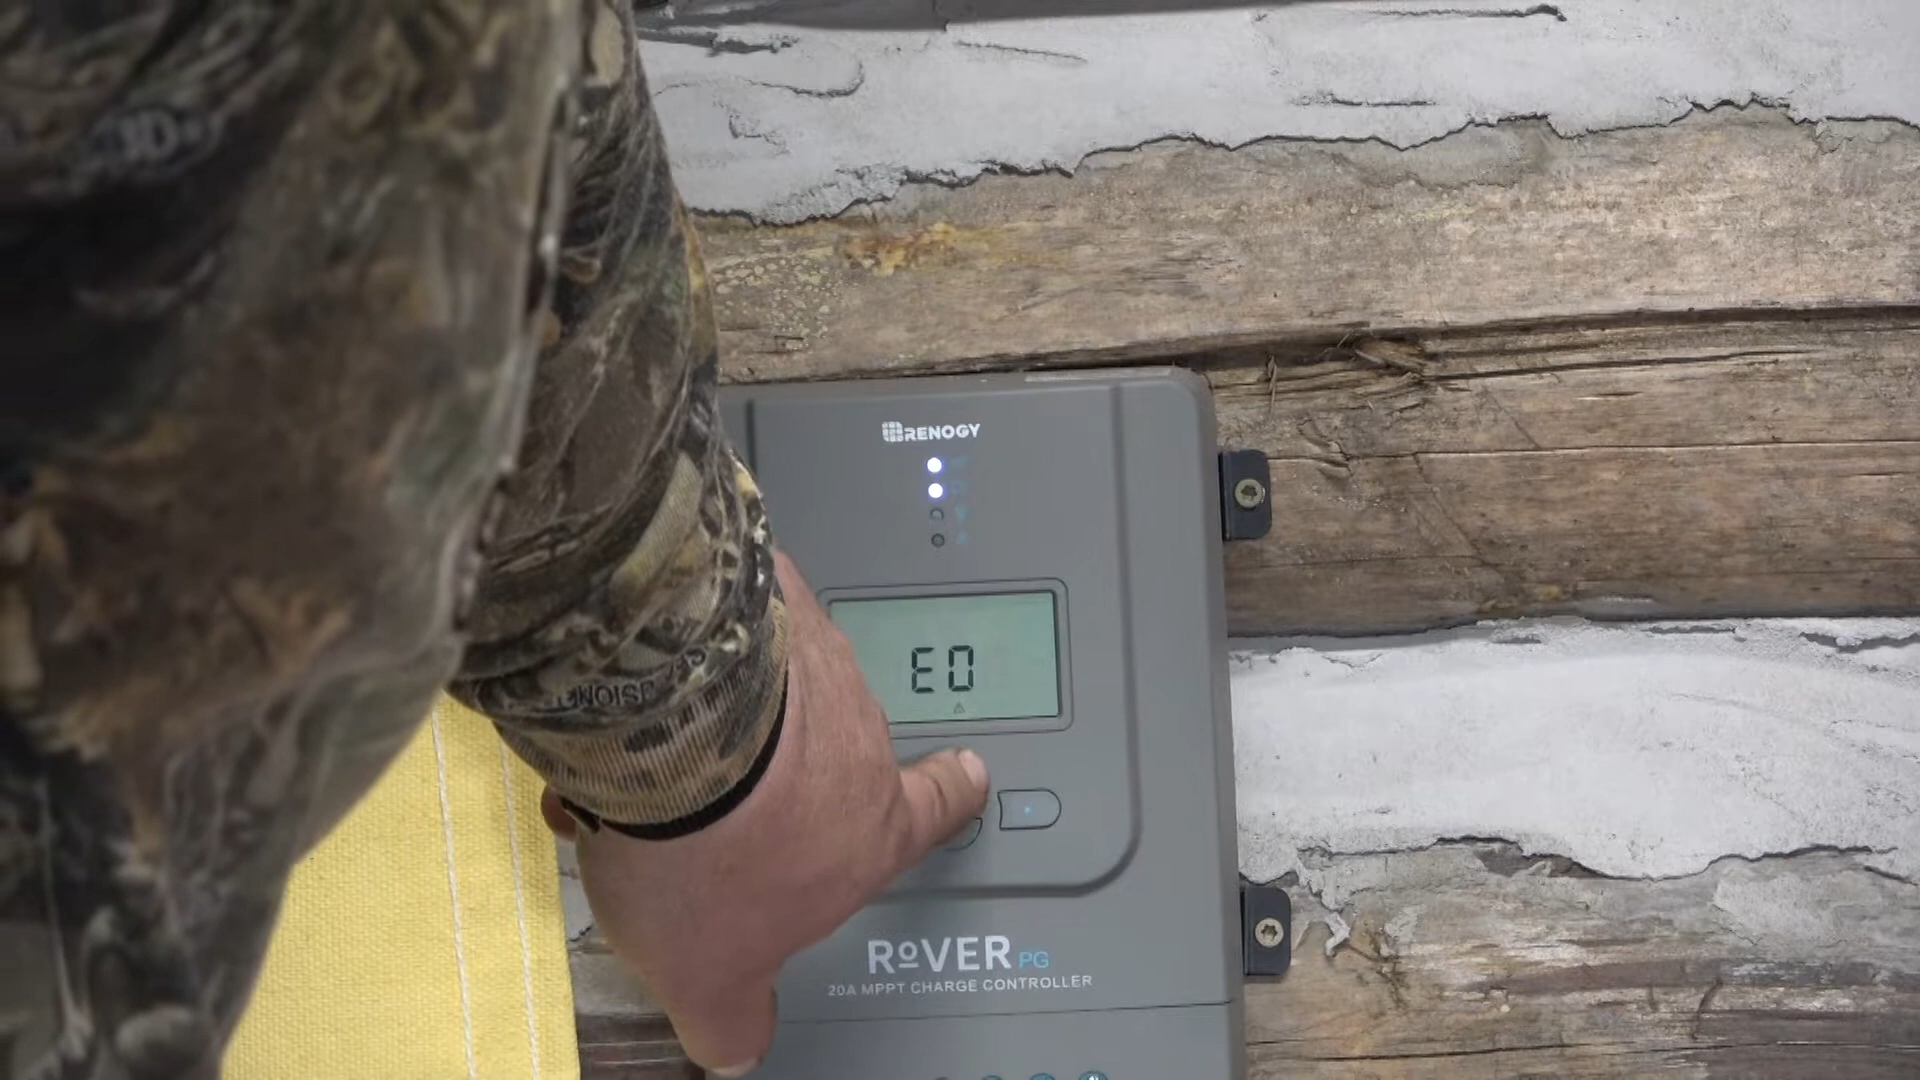 RENOGY
E0
ROVER PG
20A MPPT CHARGE CONTROLLER